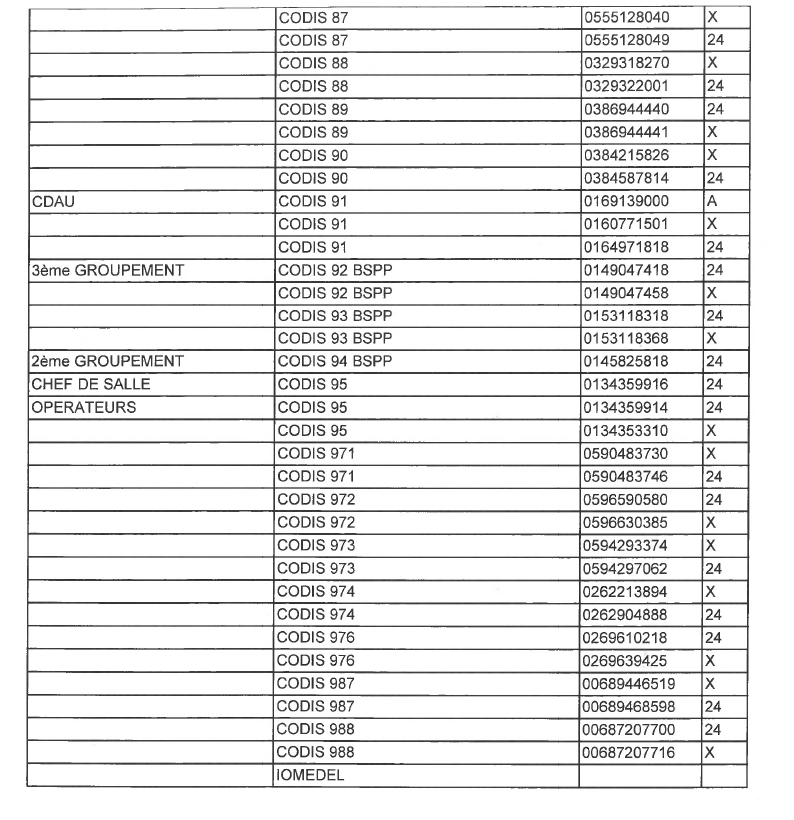 CODIS 87 0555128040 X
CODIS 87 0555128049 24
CODIS 88 0329318270 X
CODIS 88 0329322001 24
CODIS 89 0386944440 24
CODIS 89 0386944441 X
CODIS 90 0384215826 X
CODIS 90 0384587814 24
CDAU CODIS 91 0169139000 A
CODIS 91 0160771501 X
CODIS 91 0164971818 24
3ème GROUPEMENT CODIS 92 BSPP 0149047418 24
CODIS 92 BSPP 0149047458 X
CODIS 93 BSPP 0153118318 24
CODIS 93 BSPP 0153118368 X
2ème GROUPEMENT CODIS 94 BSPP 0145825818 24
CHEF DE SALLE CODIS 95 0134359916 24
OPERATEURS CODIS 95 0134359914 24
CODIS 95 0134353310 X
CODIS 971 0590483730 X
CODIS 971 0590483746 24
CODIS 972 0596590580 24
CODIS 972 0596630385 X
CODIS 973 0594293374 X
CODIS 973 0594297062 24
CODIS 974 0262213894 X
CODIS 974 0262904888 24
CODIS 976 0269610218 24
CODIS 976 0269639425 X
CODIS 987 00689446519 X
CODIS 987 00689468598 24
CODIS 988 00687207700 24
CODIS 988 00687207716 X
IOMEDEL